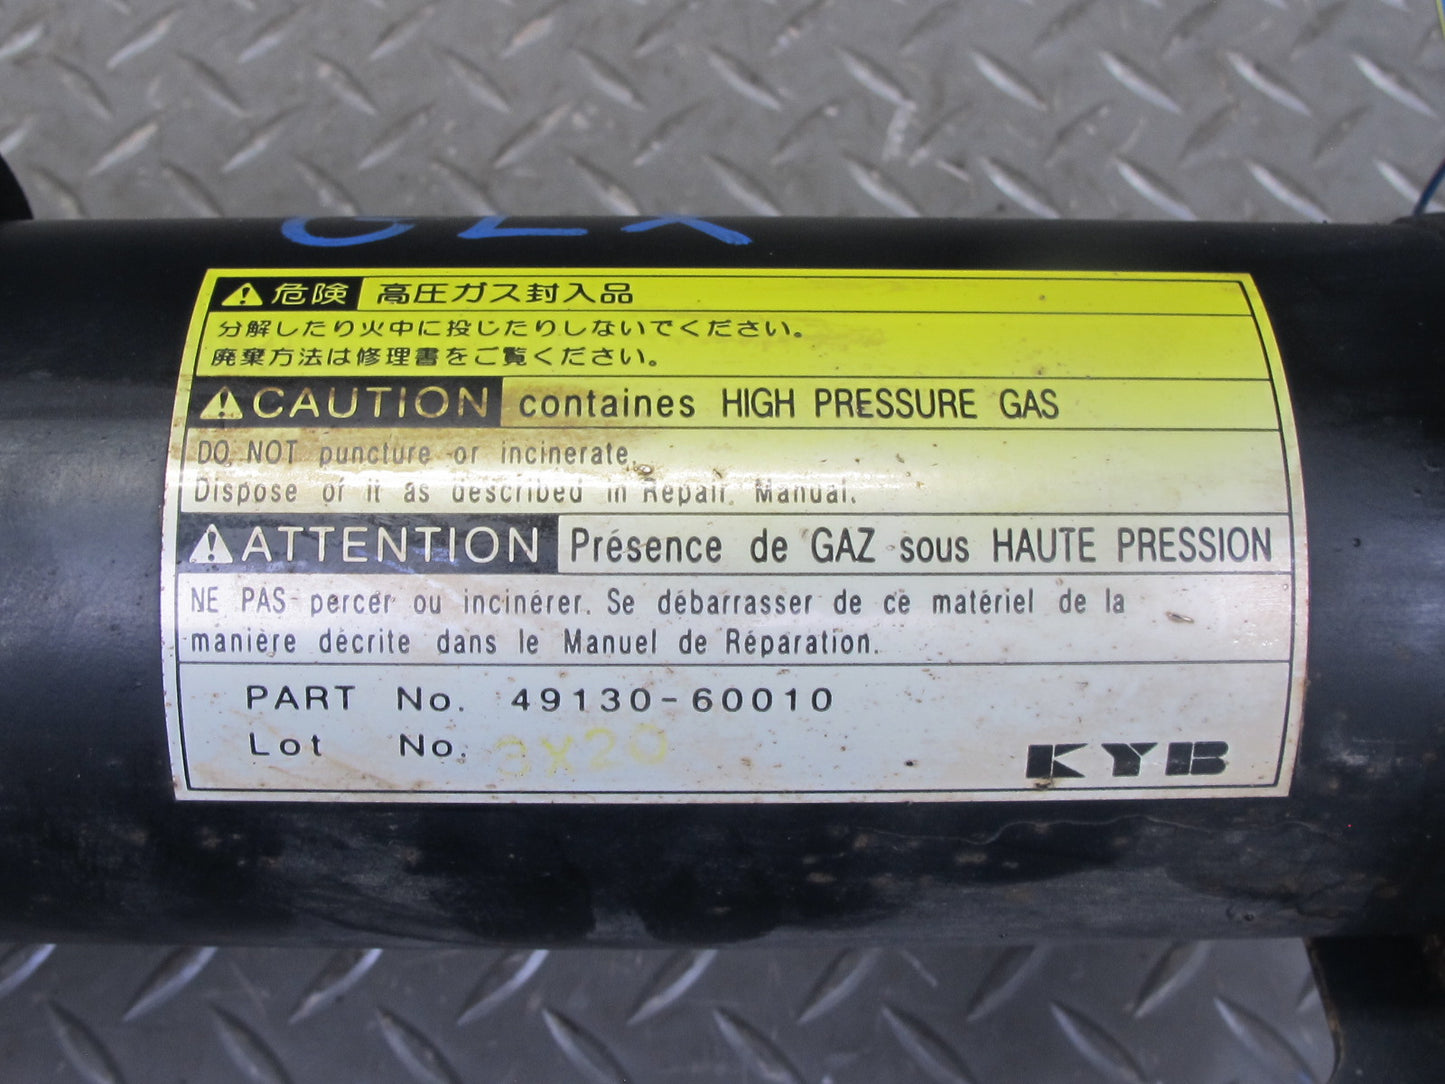 GLX
危険 高圧ガス封入品
分解したり火中に投じたりしないでください。
廃棄方法は修理書をご覧ください。
CAUTION containes HIGH PRESSURE GAS
DO NOT puncture or incinerate.
Dispose of it as described in Repair Manual.
ATTENTION Présence de GAZ sous HAUTE PRESSION
NE PAS percer ou incinérer. Se débarrasser de ce matériel de la
manière décrite dans le Manuel de Réparation.
PART No. 49130-60010
Lot No. 3X20
KYB